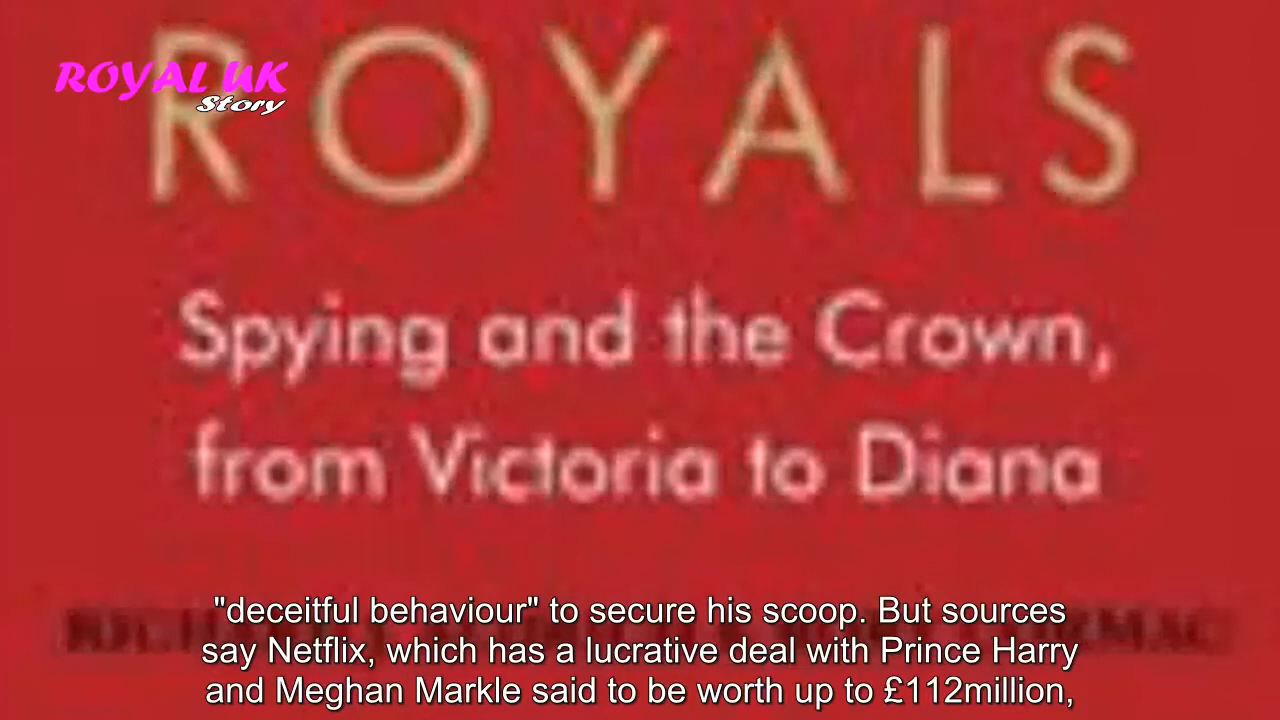 ROYAL UK
Story
ROYALS
Spying and the Crown,
from Victoria to Diana
"deceitful behaviour" to secure his scoop. But sources
say Netflix, which has a lucrative deal with Prince Harry
and Meghan Markle said to be worth up to £112million,